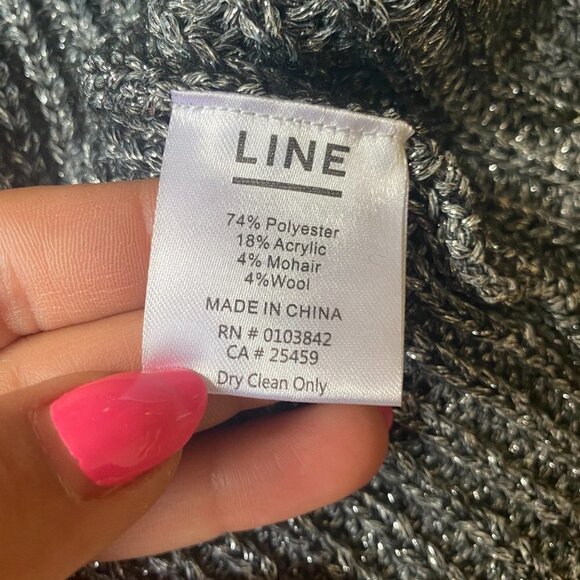 LINE
74% Polyester
18% Acrylic
4% Mohair
4%Wool
MADE IN CHINA
RN # 0103842
CA # 25459
Dry Clean Only